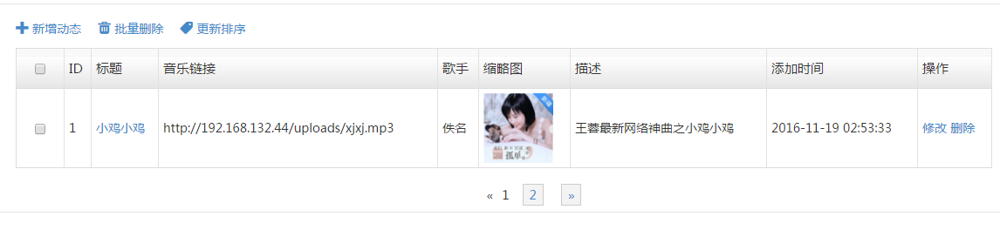 新增动态 批量删除 更新排序
ID 标题 音乐链接 歌手 缩略图 描述 添加时间 操作
1 小鸡小鸡 http://192.168.132.44/uploads/xjxj.mp3 佚名 王蓉最新网络神曲之小鸡小鸡 2016-11-19 02:53:33 修改 删除
孤单。
« 1 2 »